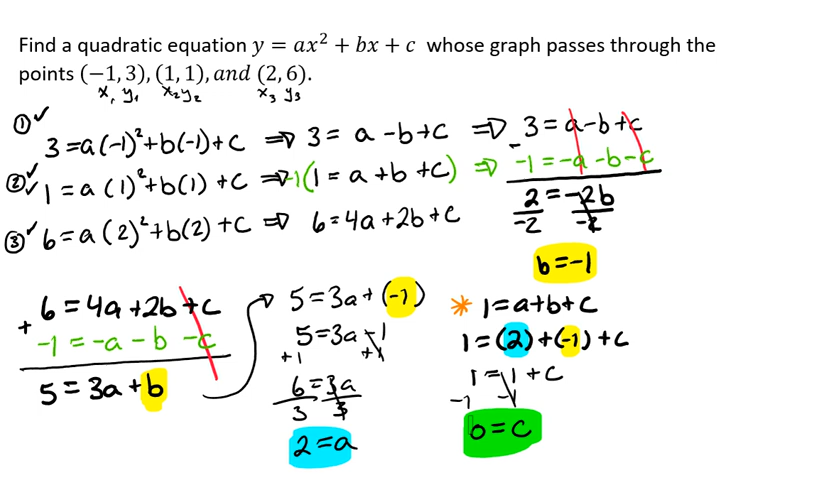 Find a quadratic equation y = ax² + bx + c whose graph passes through the
points (−1, 3), (1, 1), and (2, 6).
x₁ y₁ x₂ y₂ x₃ y₃
① ✓ 3 = a(-1)² + b(-1) + c ⇒ 3 = a - b + c ⇒ 3 = a - b + c
② ✓ 1 = a(1)² + b(1) + c ⇒ -1(1 = a + b + c) ⇒ -1 = -a - b - c
2 = -2b
-2 -2
③ ✓ 6 = a(2)² + b(2) + c ⇒ 6 = 4a + 2b + c
b = -1
6 = 4a + 2b + c
+ -1 = -a - b - c
5 = 3a + b
5 = 3a + (-1)
5 = 3a - 1
+1 +1
6 = 3a
3 3
2 = a
* 1 = a + b + c
1 = (2) + (-1) + c
1 = 1 + c
-1 -1
= c